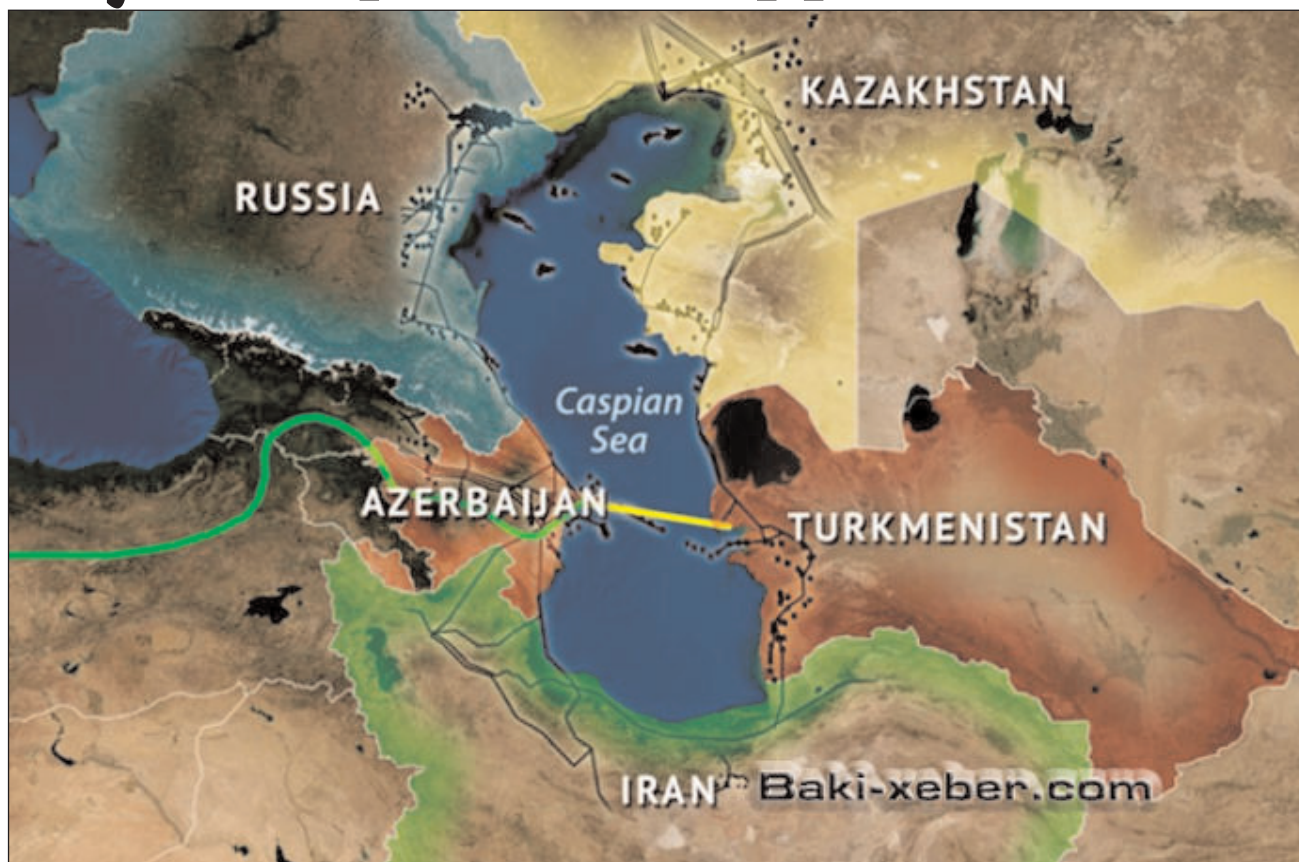 KAZAKHSTAN
RUSSIA
Caspian
Sea
AZERBAIJAN
TURKMENISTAN
IRAN
Baki-xeber.com